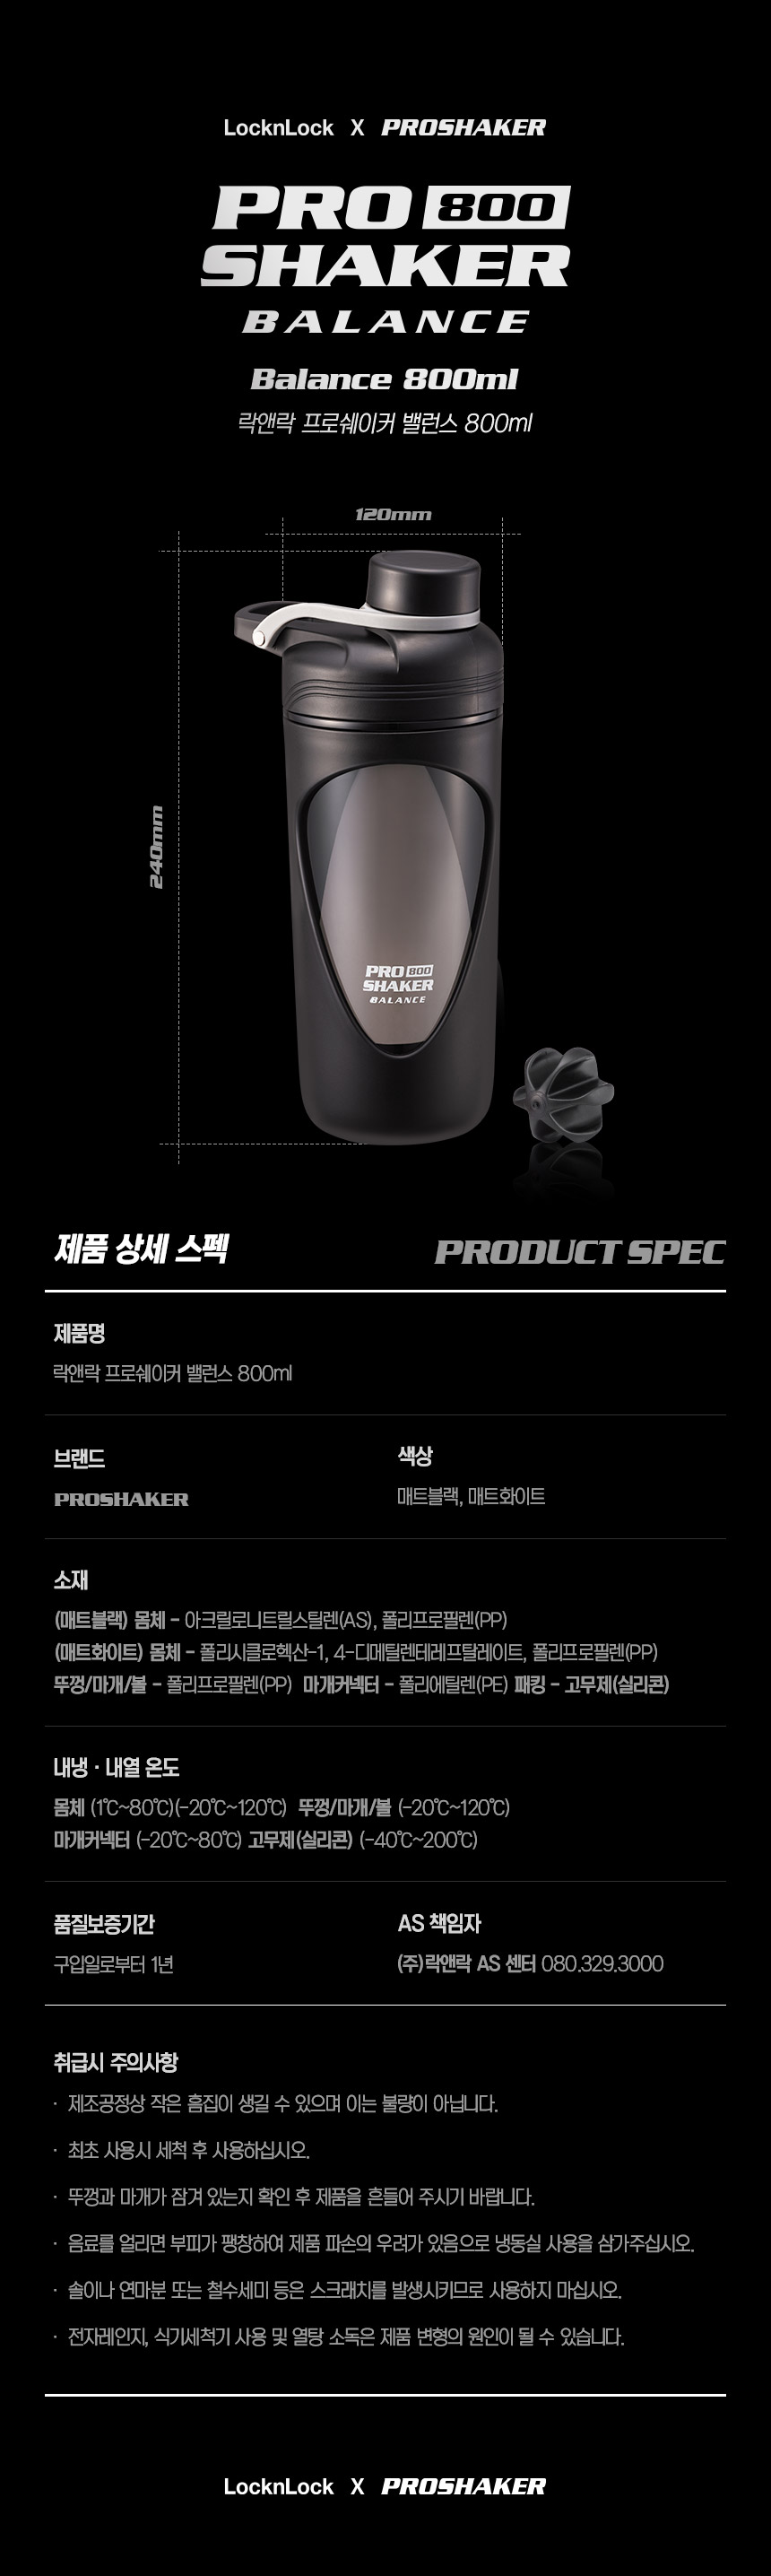 LocknLock X PROSHAKER
PRO 800
SHAKER
BALANCE
Balance 800ml
락앤락 프로쉐이커 밸런스 800ml
120mm
240mm
PRO 800
SHAKER
BALANCE
제품 상세 스펙 PRODUCT SPEC
제품명
락앤락 프로쉐이커 밸런스 800ml
브랜드
PROSHAKER
색상
매트블랙, 매트화이트
소재
(매트블랙) 몸체 - 아크릴로니트릴스틸렌(AS), 폴리프로필렌(PP)
(매트화이트) 몸체 - 폴리시클로헥산-1, 4-디메틸렌테레프탈레이트, 폴리프로필렌(PP)
뚜껑/마개/볼 - 폴리프로필렌(PP) 마개커넥터 - 폴리에틸렌(PE) 패킹 - 고무제(실리콘)
내냉 · 내열 온도
몸체 (1℃~80℃)(-20℃~120℃) 뚜껑/마개/볼 (-20℃~120℃)
마개커넥터 (-20℃~80℃) 고무제(실리콘) (-40℃~200℃)
품질보증기간
구입일로부터 1년
AS 책임자
(주)락앤락 AS 센터 080.329.3000
취급시 주의사항
· 제조공정상 작은 흠집이 생길 수 있으며 이는 불량이 아닙니다.
· 최초 사용시 세척 후 사용하십시오.
· 뚜껑과 마개가 잠겨 있는지 확인 후 제품을 흔들어 주시기 바랍니다.
· 음료를 얼리면 부피가 팽창하여 제품 파손의 우려가 있음으로 냉동실 사용을 삼가주십시오.
· 솔이나 연마분 또는 철수세미 등은 스크래치를 발생시키므로 사용하지 마십시오.
· 전자레인지, 식기세척기 사용 및 열탕 소독은 제품 변형의 원인이 될 수 있습니다.
LocknLock X PROSHAKER